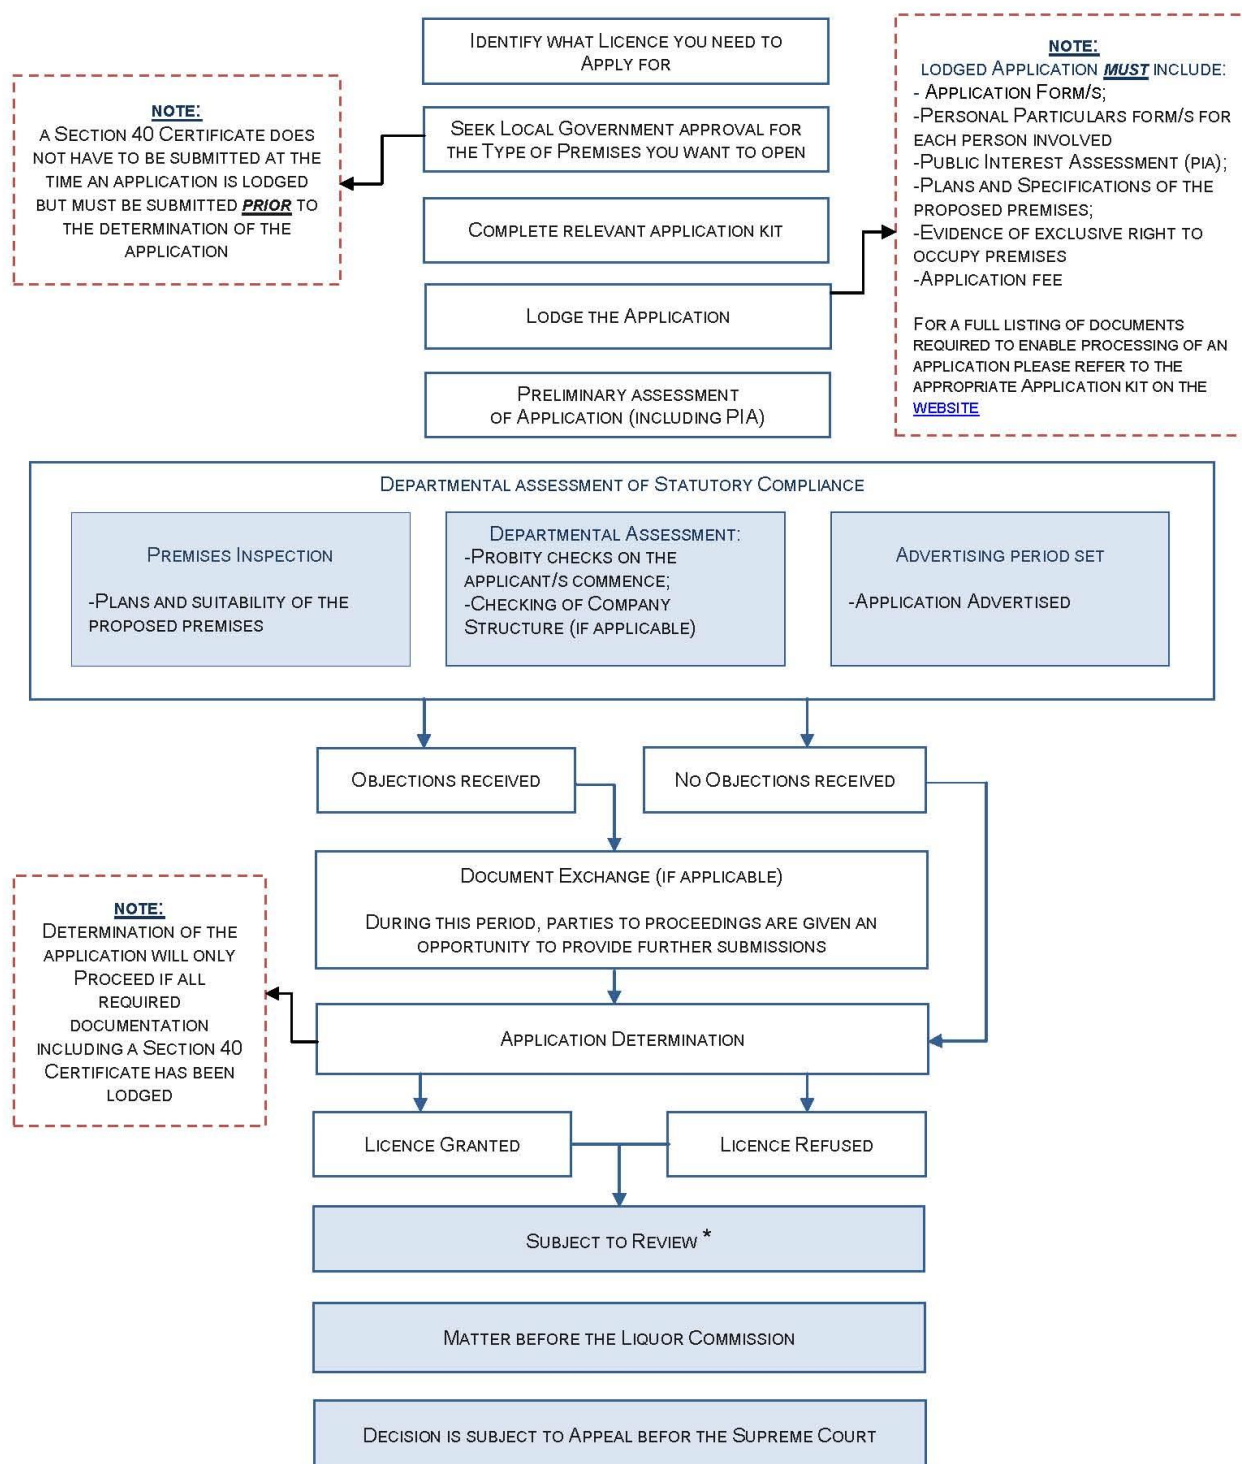 Identify what Licence you need to
Apply for
NOTE:
a Section 40 Certificate does
not have to be submitted at the
time an application is lodged
but must be submitted PRIOR to
the determination of the
application
Seek Local Government approval for
the Type of Premises you want to open
Complete relevant application kit
Lodge the Application
Preliminary assessment
of Application (including PIA)
NOTE:
lodged Application MUST include:
- Application Form/s;
-Personal Particulars form/s for
each person involved
-Public Interest Assessment (pia);
-Plans and Specifications of the
proposed premises;
-Evidence of exclusive right to
occupy premises
-Application fee
For a full listing of documents
required to enable processing of an
application please refer to the
appropriate Application kit on the
website
Departmental assessment of Statutory Compliance
Premises Inspection
-Plans and suitability of the
proposed premises
Departmental Assessment:
-Probity checks on the
applicant/s commence;
-Checking of Company
Structure (if applicable)
Advertising period set
-Application Advertised
Objections received
No Objections received
Document Exchange (if applicable)
During this period, parties to proceedings are given an
opportunity to provide further submissions
NOTE:
Determination of the
application will only
Proceed if all
required
documentation
including a Section 40
Certificate has been
lodged
Application Determination
Licence Granted
Licence Refused
Subject to Review *
Matter before the Liquor Commission
Decision is subject to Appeal befor the Supreme Court